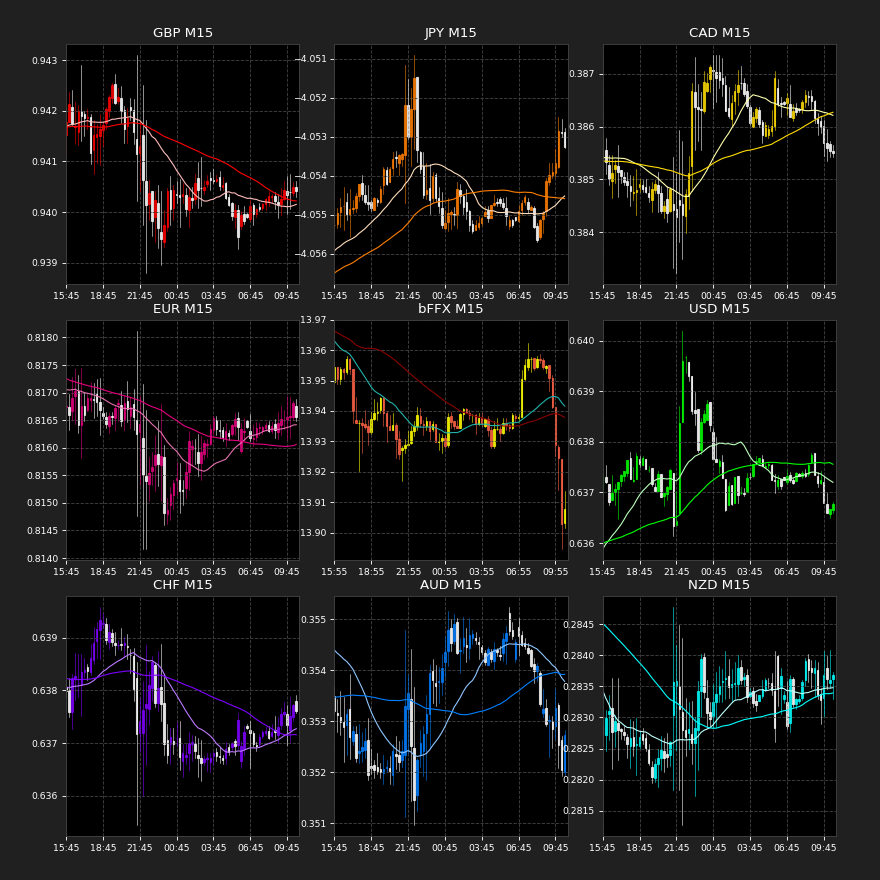 GBP M15
0.943
0.942
0.941
0.940
0.939
15:45 18:45 21:45 00:45 03:45 06:45 09:45
JPY M15
−4.051
−4.052
−4.053
−4.054
−4.055
−4.056
15:45 18:45 21:45 00:45 03:45 06:45 09:45
CAD M15
0.387
0.386
0.385
0.384
15:45 18:45 21:45 00:45 03:45 06:45 09:45
EUR M15
0.8180
0.8175
0.8170
0.8165
0.8160
0.8155
0.8150
0.8145
0.8140
15:45 18:45 21:45 00:45 03:45 06:45 09:45
bFFX M15
13.97
13.96
13.95
13.94
13.93
13.92
13.91
13.90
15:55 18:55 21:55 00:55 03:55 06:55 09:55
USD M15
0.640
0.639
0.638
0.637
0.636
15:45 18:45 21:45 00:45 03:45 06:45 09:45
CHF M15
0.639
0.638
0.637
0.636
15:45 18:45 21:45 00:45 03:45 06:45 09:45
AUD M15
0.355
0.354
0.353
0.352
0.351
15:45 18:45 21:45 00:45 03:45 06:45 09:45
NZD M15
0.2845
0.2840
0.2835
0.2830
0.2825
0.2820
0.2815
15:45 18:45 21:45 00:45 03:45 06:45 09:45